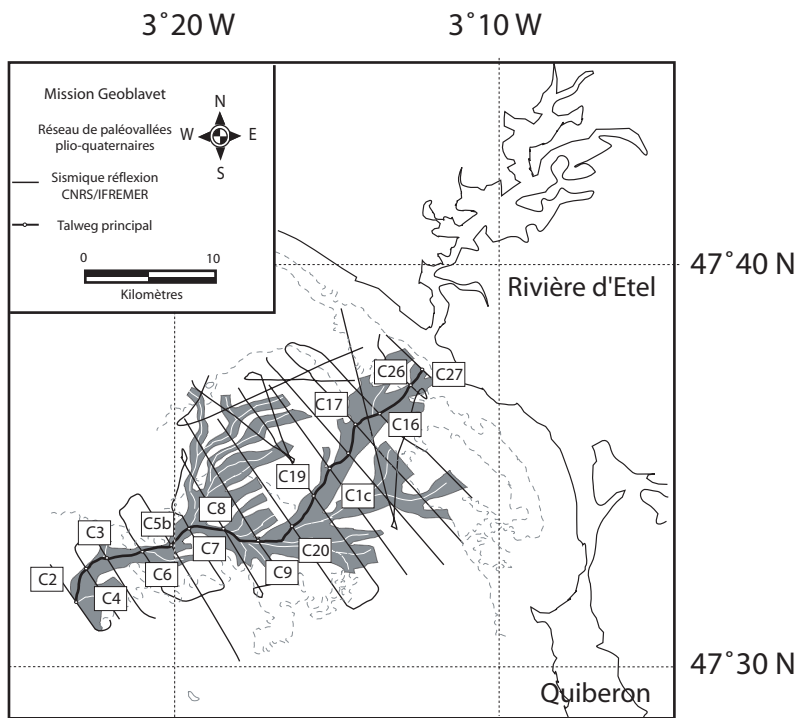 3°20 W
3°10 W
Mission Geoblavet
Réseau de paléovallées
plio-quaternaires
N
W
E
S
Sismique réflexion
CNRS/IFREMER
Talweg principal
0
10
Kilomètres
47°40 N
Rivière d'Etel
C26
C27
C17
C16
C19
C1c
C8
C5b
C3
C7
C20
C2
C6
C9
C4
47°30 N
Quiberon